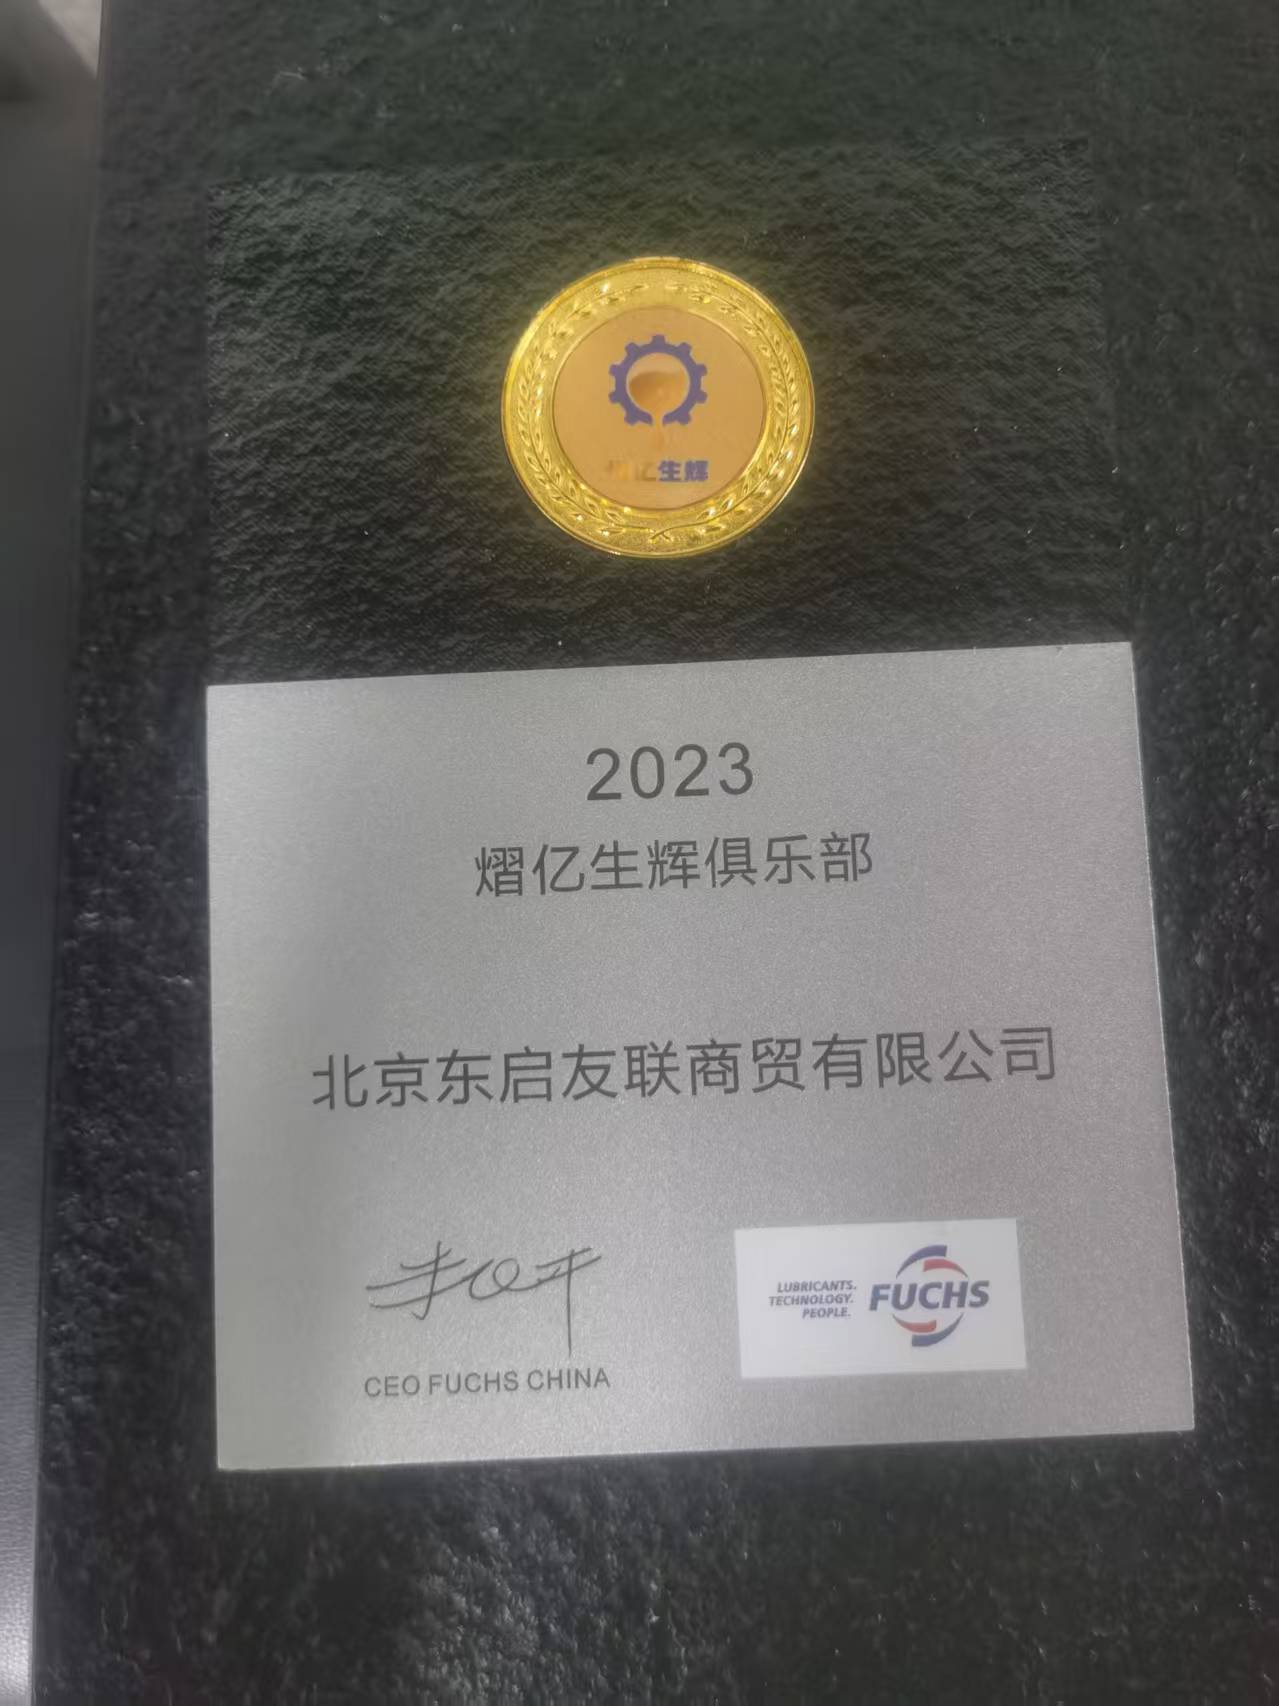 熠亿生辉
2023
熠亿生辉俱乐部
北京东启友联商贸有限公司
CEO FUCHS CHINA
LUBRICANTS.
TECHNOLOGY.
PEOPLE.
FUCHS